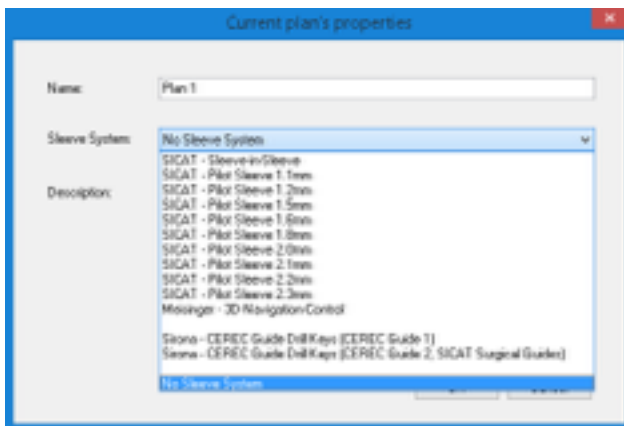 Current plan's properties
Name: Plan 1
Sleeve System: No Sleeve System
SICAT - Sleeve-in-Sleeve
SICAT - Pilot Sleeve 1.1mm
SICAT - Pilot Sleeve 1.2mm
Description: SICAT - Pilot Sleeve 1.5mm
SICAT - Pilot Sleeve 1.6mm
SICAT - Pilot Sleeve 1.8mm
SICAT - Pilot Sleeve 2.0mm
SICAT - Pilot Sleeve 2.1mm
SICAT - Pilot Sleeve 2.2mm
SICAT - Pilot Sleeve 2.3mm
Meisinger - 3D-Navigation-Control
Sirona - CEREC Guide Drill Keys (CEREC Guide 1)
Sirona - CEREC Guide Drill Keys (CEREC Guide 2, SICAT Surgical Guides)
No Sleeve System